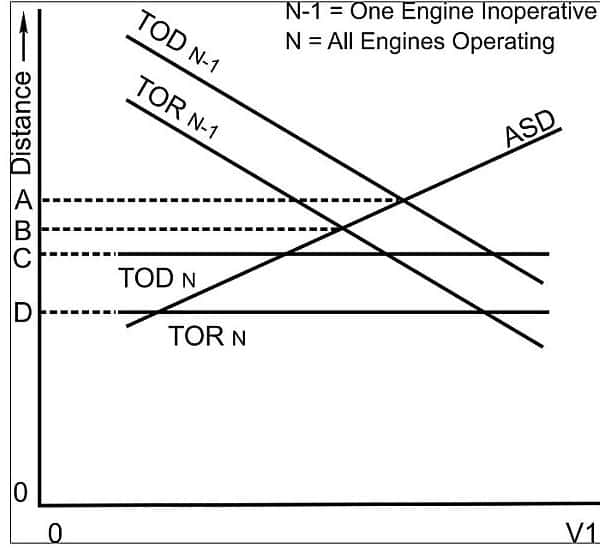 N-1 = One Engine Inoperative
N = All Engines Operating
TOD N-1
TOR N-1
ASD
Distance
A
B
C
D
TOD N
TOR N
0
0
V1